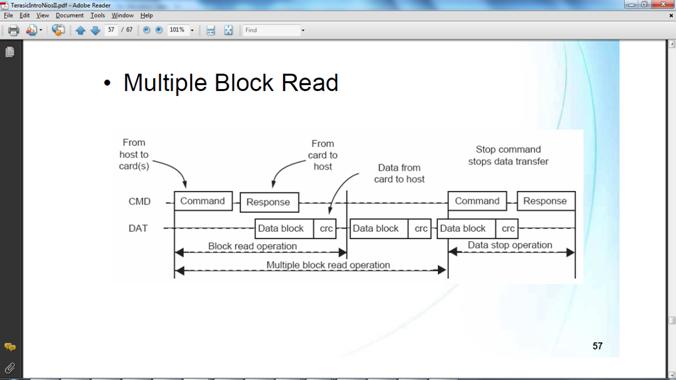 TerasicIntroNiosII.pdf - Adobe Reader
File Edit View Document Tools Window Help
57 / 67 101% Find
• Multiple Block Read
From
host to
card(s)
From
card to
host
Data from
card to host
Stop command
stops data transfer
CMD Command Response Command Response
DAT Data block crc Data block crc Data block crc
Block read operation Data stop operation
Multiple block read operation
57